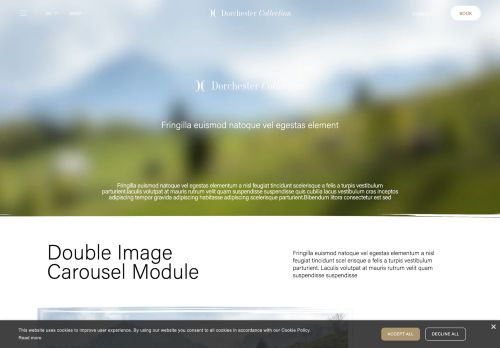 Dorchester Collection
BOOK
Dorchester Collection
Fringilla euismod natoque vel egestas element
Fringilla euismod natoque vel egestas elementum a nisl feugiat tincidunt scelerisque a felis a turpis vestibulum
parturient.Iaculis volutpat at mauris rutrum velit quam suspendisse suspendisse quis cubilia lacus vestibulum cras inceptos
adipiscing tempor gravida adipiscing habitasse adipiscing scelerisque parturient.Bibendum litora consectetur est sed
Double Image
Carousel Module
Fringilla euismod natoque vel egestas elementum a nisl
feugiat tincidunt scel erisque a felis a turpis vestibulum
parturient. Iaculis volutpat at mauris rutrum velit quam
suspendisse suspendisse
This website uses cookies to improve user experience. By using our website you consent to all cookies in accordance with our Cookie Policy.
Read more
ACCEPT ALL
DECLINE ALL